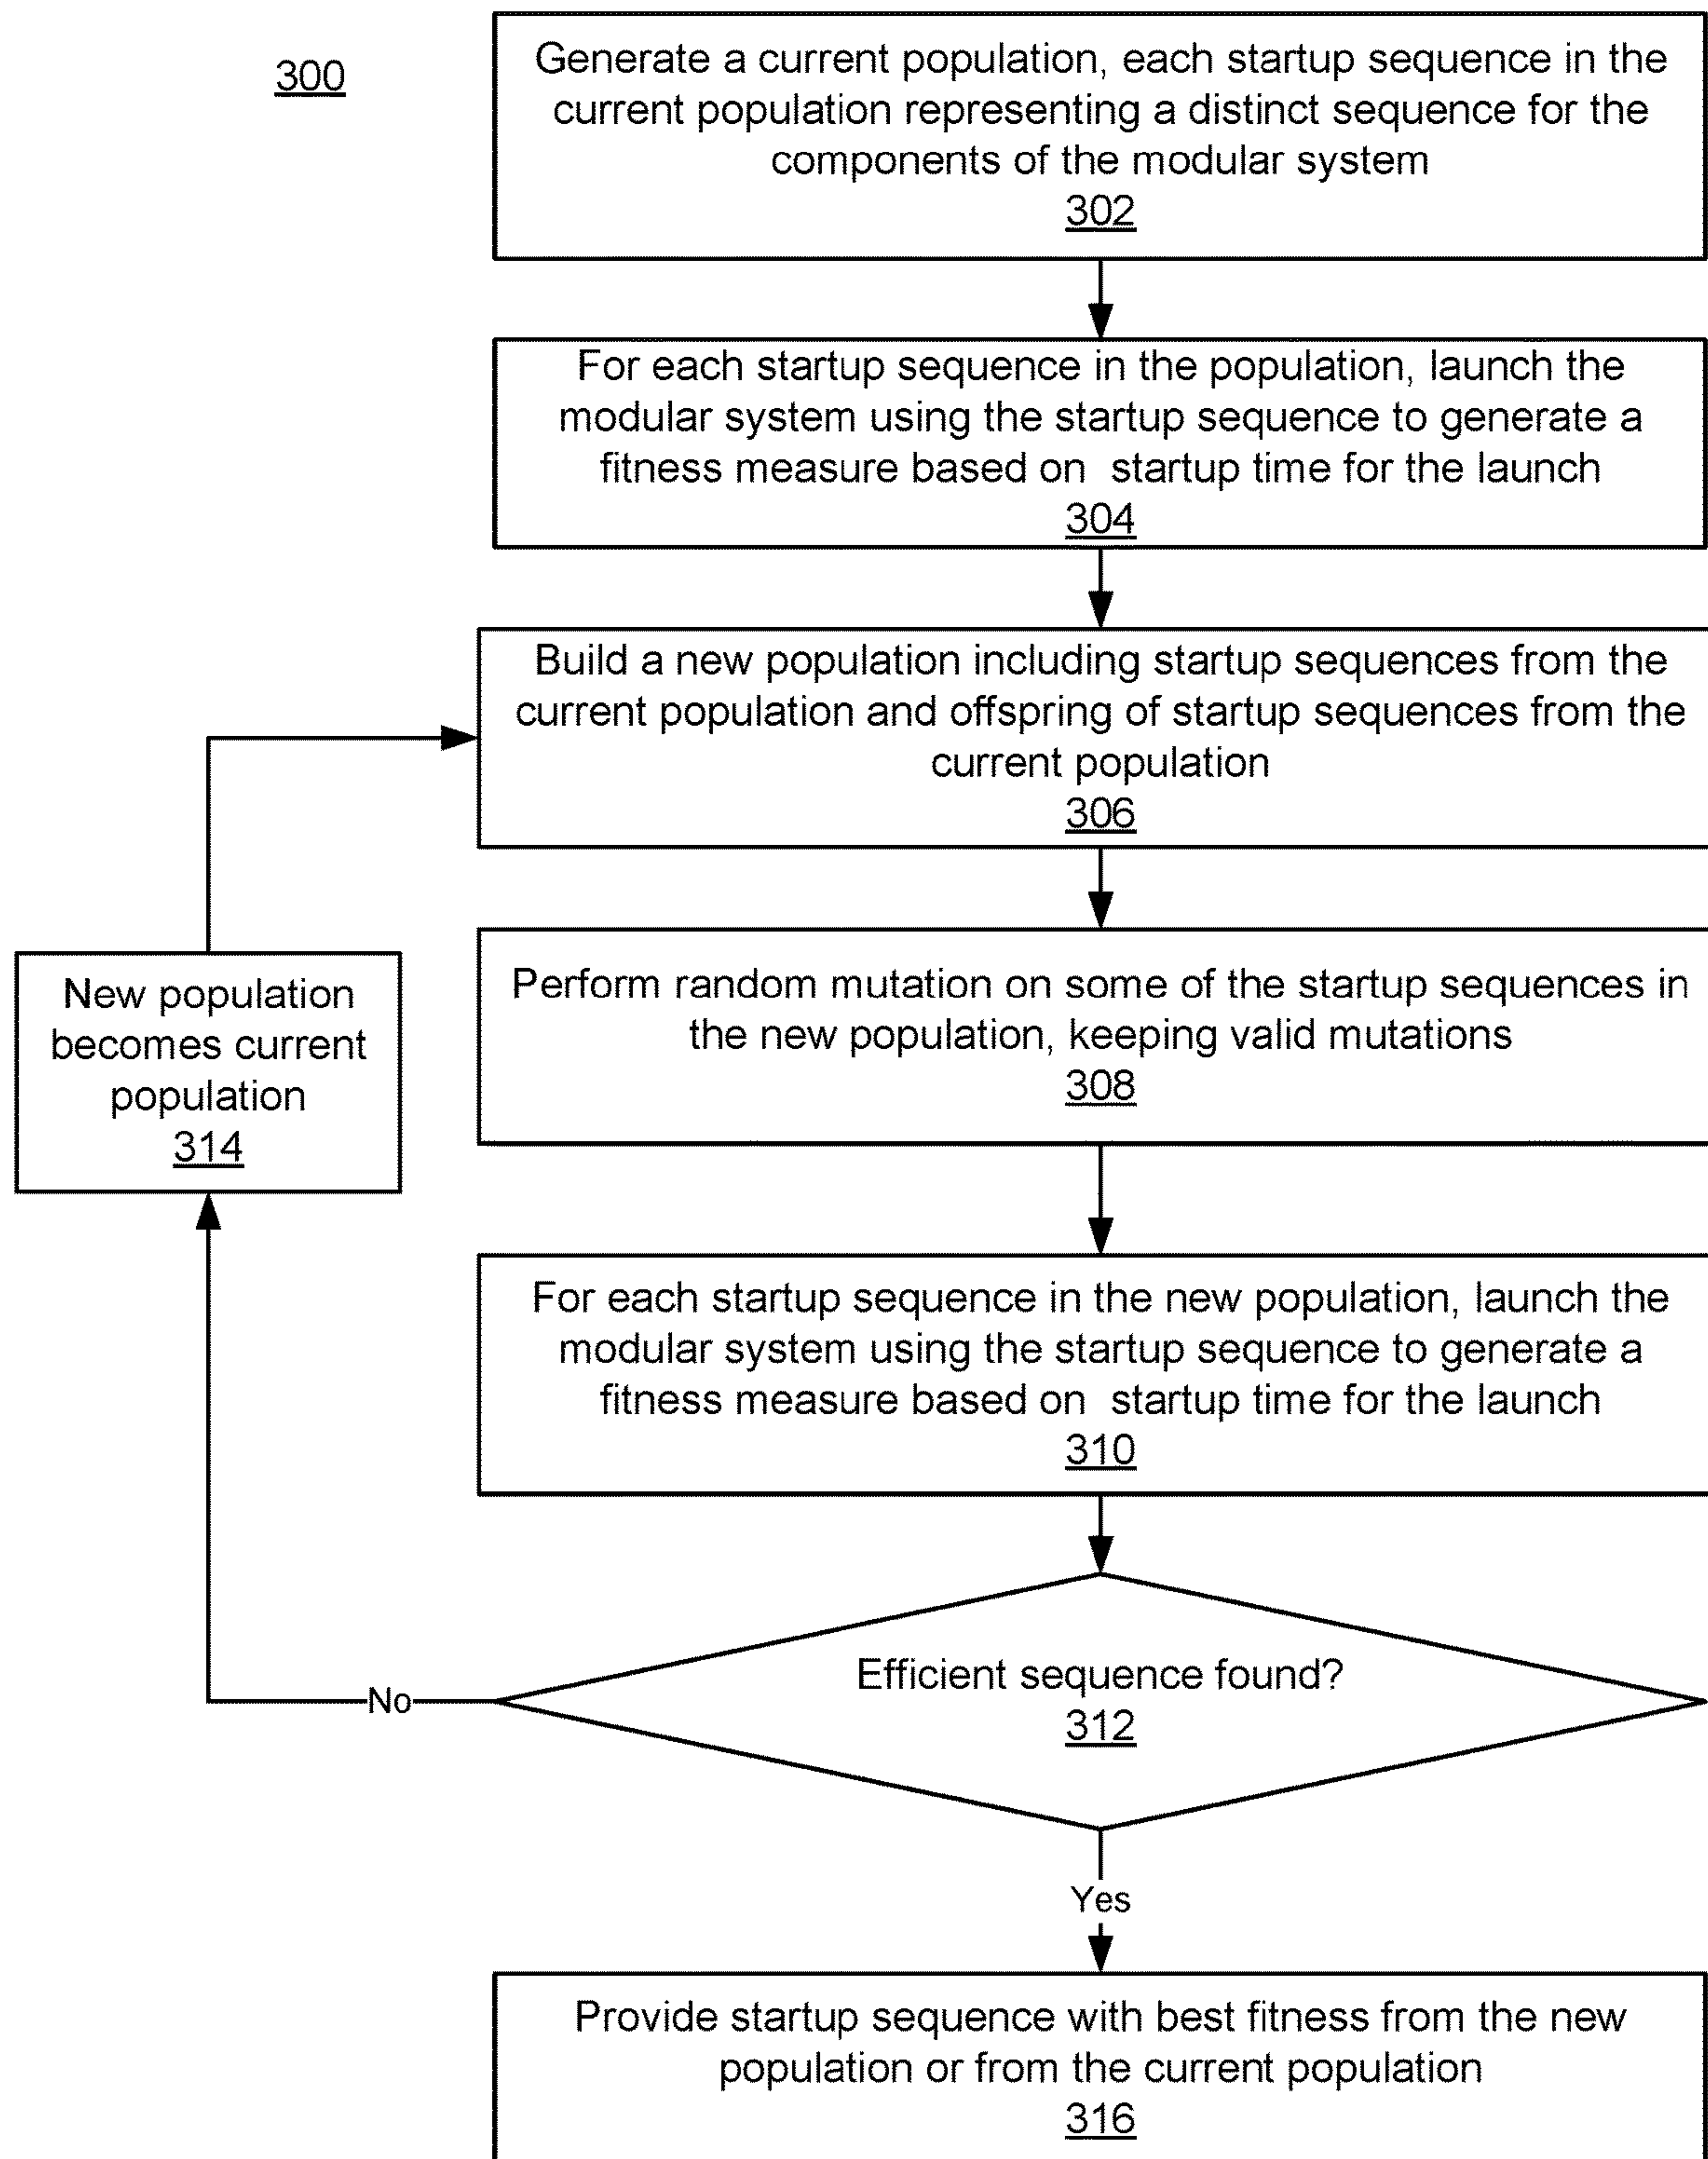 300
Generate a current population, each startup sequence in the
current population representing a distinct sequence for the
components of the modular system
302
For each startup sequence in the population, launch the
modular system using the startup sequence to generate a
fitness measure based on startup time for the launch
304
Build a new population including startup sequences from the
current population and offspring of startup sequences from the
current population
306
Perform random mutation on some of the startup sequences in
the new population, keeping valid mutations
308
New population
becomes current
population
314
For each startup sequence in the new population, launch the
modular system using the startup sequence to generate a
fitness measure based on startup time for the launch
310
Efficient sequence found?
312
No
Yes
Provide startup sequence with best fitness from the new
population or from the current population
316